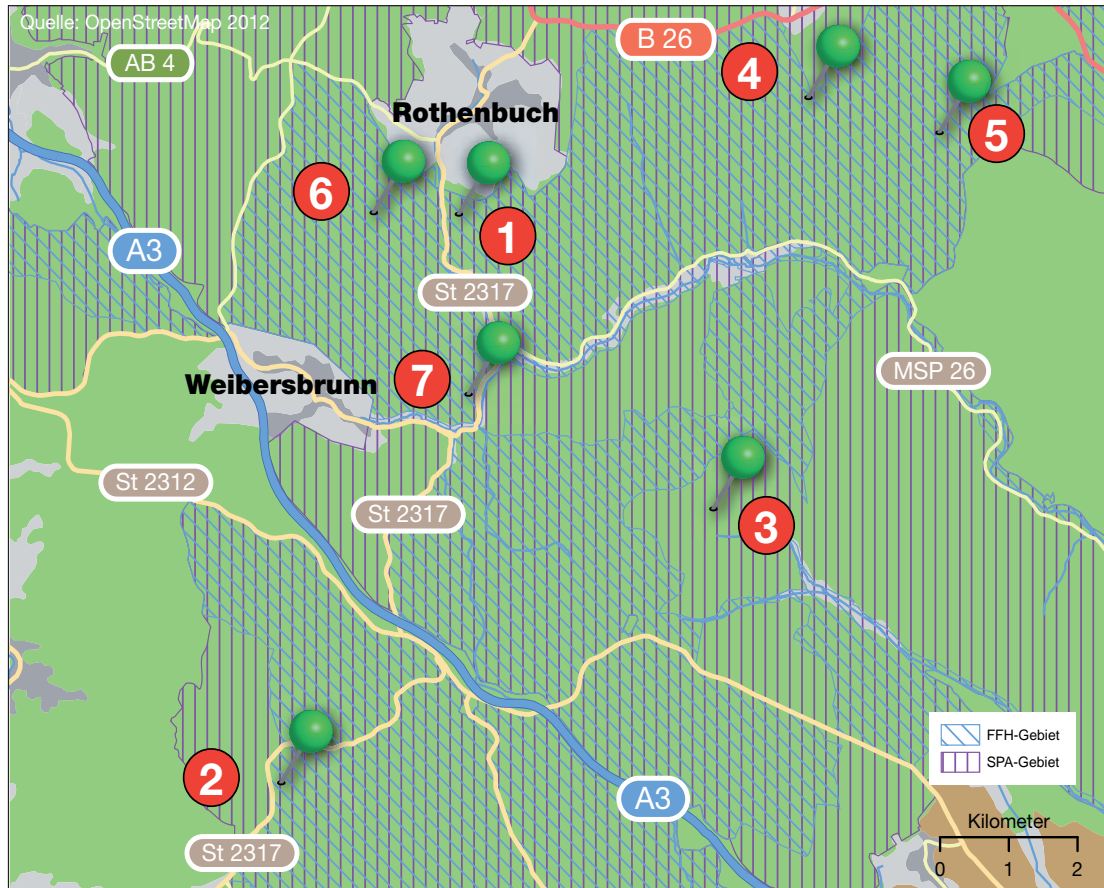 Quelle: OpenStreetMap 2012
B 26
AB 4
4
Rothenbuch
5
6
1
A3
St 2317
7
MSP 26
Weibersbrunn
St 2312
St 2317
3
2
FFH-Gebiet
SPA-Gebiet
A3
Kilometer
St 2317
0 1 2